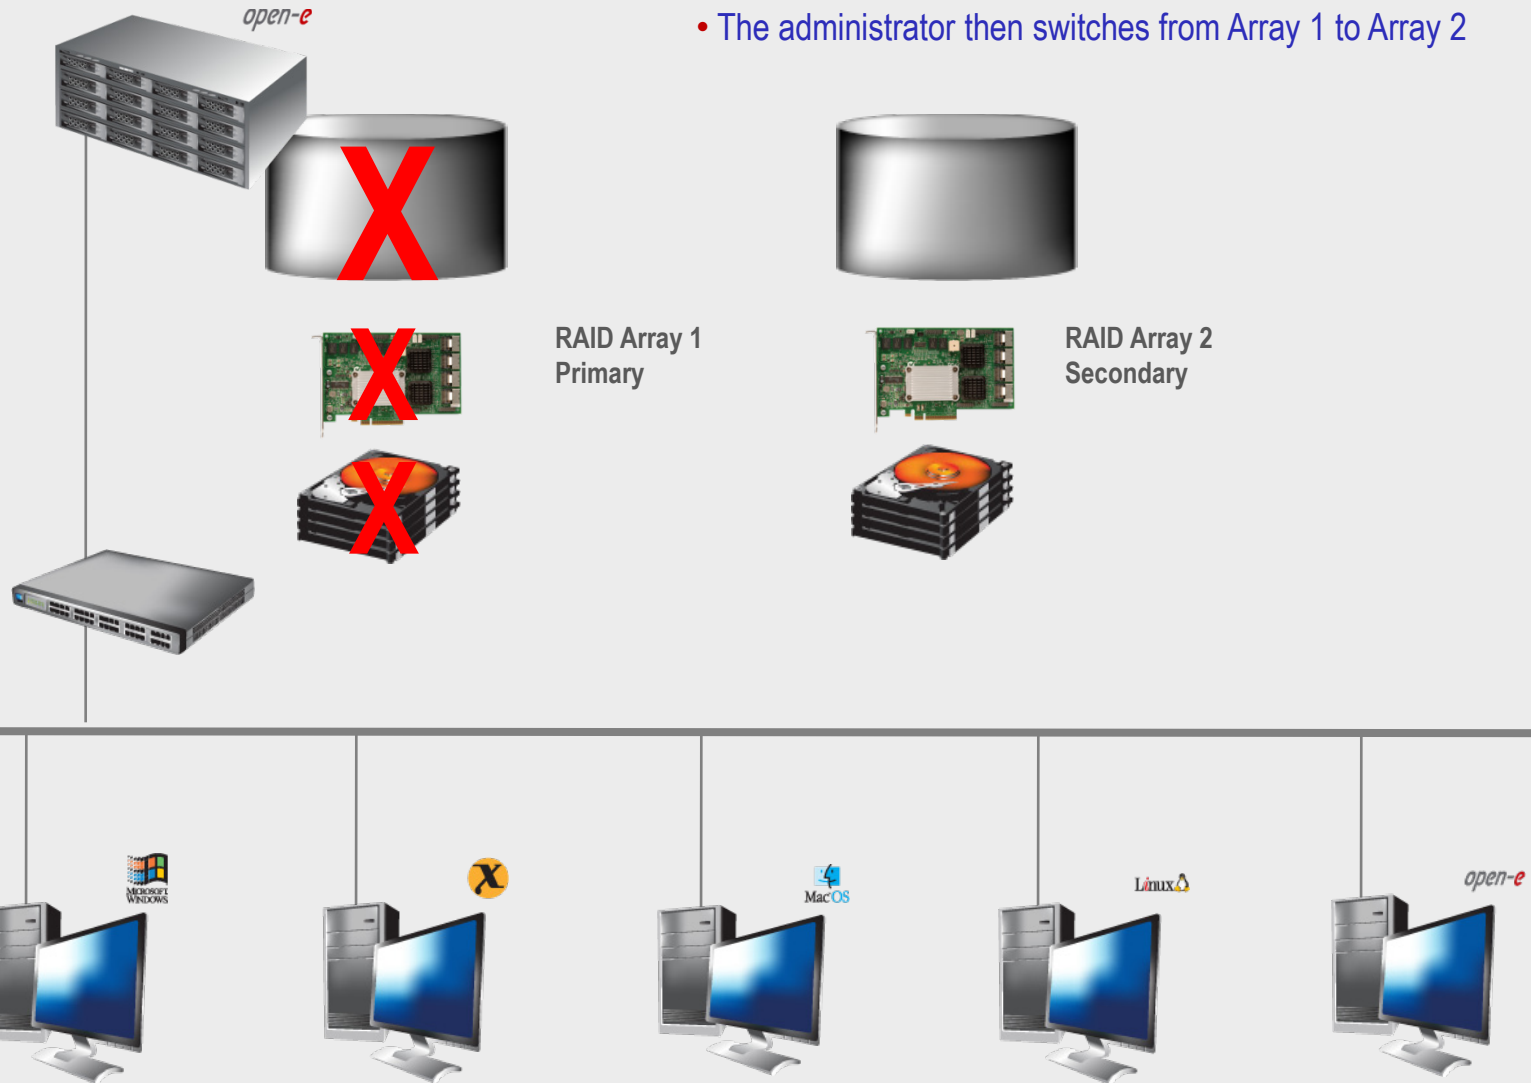 open-e
• The administrator then switches from Array 1 to Array 2
RAID Array 1
Primary
RAID Array 2
Secondary
MICROSOFT
WINDOWS
X
Mac OS
Linux
open-e